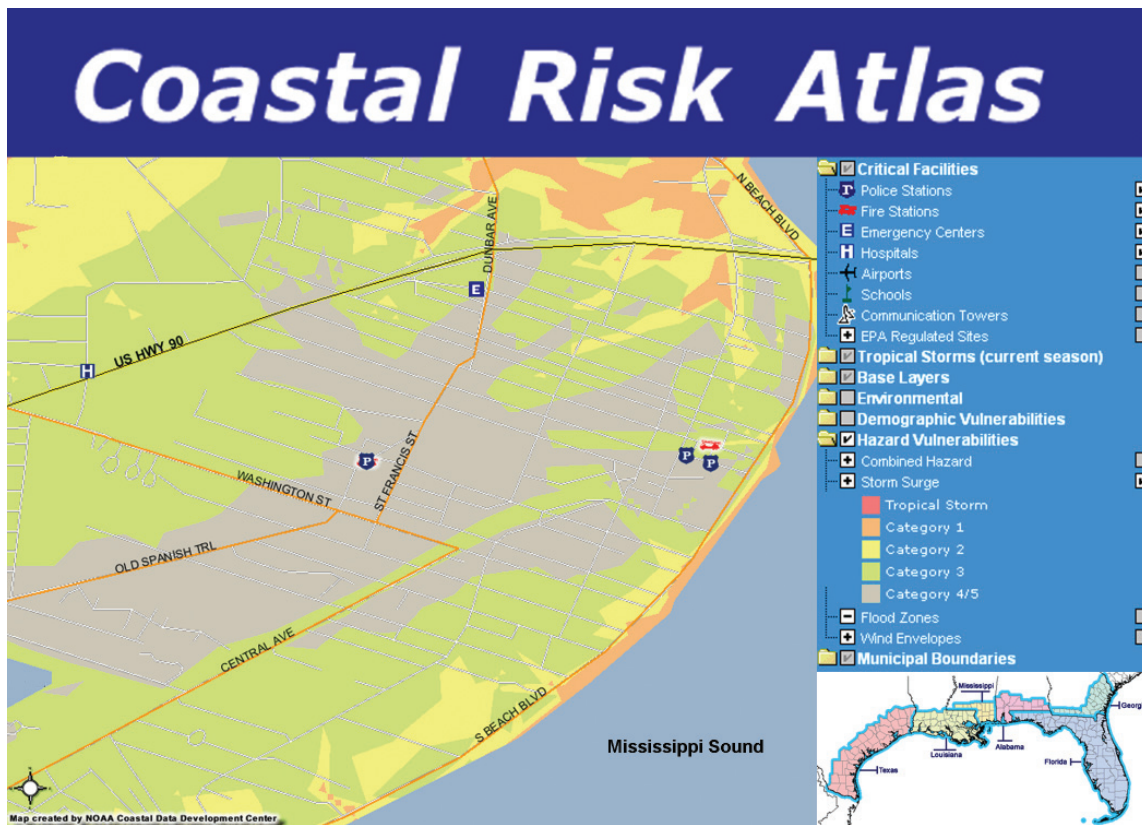 Coastal Risk Atlas
N BEACH BLVD
DUNBAR AVE
E
US HWY 90
H
P
P
P
ST FRANCIS ST
WASHINGTON ST
OLD SPANISH TRL
CENTRAL AVE
S BEACH BLVD
Mississippi Sound
Map created by NOAA Coastal Data Development Center
Critical Facilities
P Police Stations
Fire Stations
E Emergency Centers
H Hospitals
Airports
Schools
Communication Towers
+ EPA Regulated Sites
Tropical Storms (current season)
Base Layers
Environmental
Demographic Vulnerabilities
Hazard Vulnerabilities
+ Combined Hazard
+ Storm Surge
Tropical Storm
Category 1
Category 2
Category 3
Category 4/5
- Flood Zones
+ Wind Envelopes
Municipal Boundaries
Mississippi
Georgi
Louisiana
Alabama
Florida
Texas